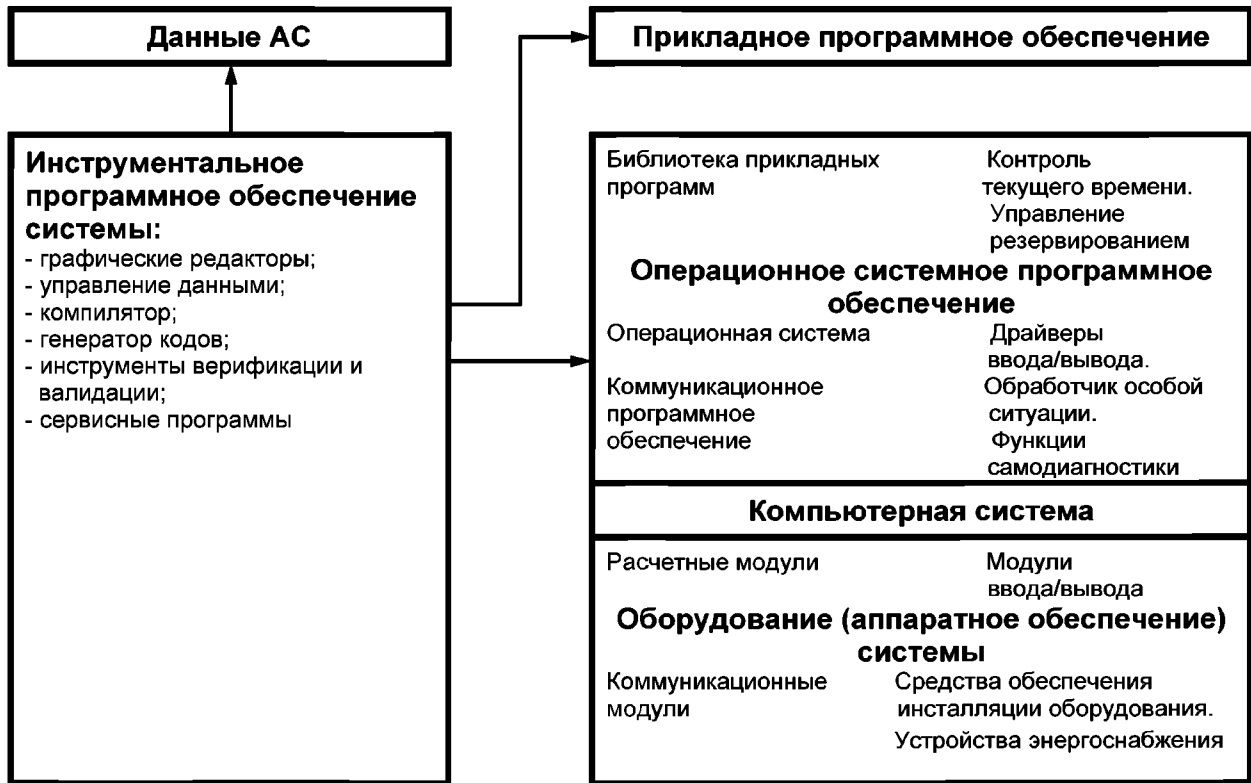 Данные АС
Прикладное программное обеспечение
Инструментальное
программное обеспечение
системы:
- графические редакторы;
- управление данными;
- компилятор;
- генератор кодов;
- инструменты верификации и
валидации;
- сервисные программы
Библиотека прикладных
программ
Контроль
текущего времени.
Управление
резервированием
Операционное системное программное
обеспечение
Операционная система
Коммуникационное
программное
обеспечение
Драйверы
ввода/вывода.
Обработчик особой
ситуации.
Функции
самодиагностики
Компьютерная система
Расчетные модули
Модули
ввода/вывода
Оборудование (аппаратное обеспечение)
системы
Коммуникационные
модули
Средства обеспечения
инсталляции оборудования.
Устройства энергоснабжения